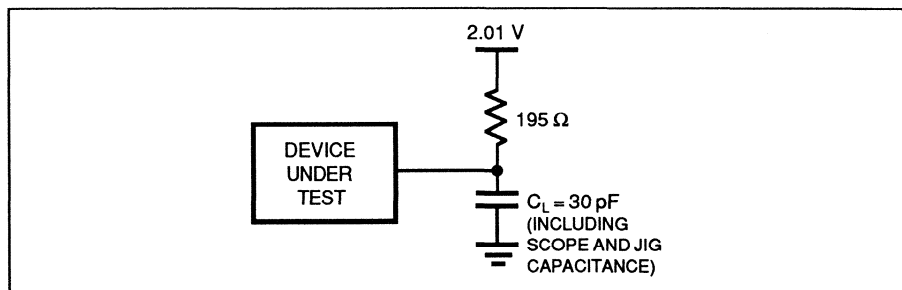 2.01 V
195 Ω
DEVICE
UNDER
TEST
C_L = 30 pF
(INCLUDING
SCOPE AND JIG
CAPACITANCE)